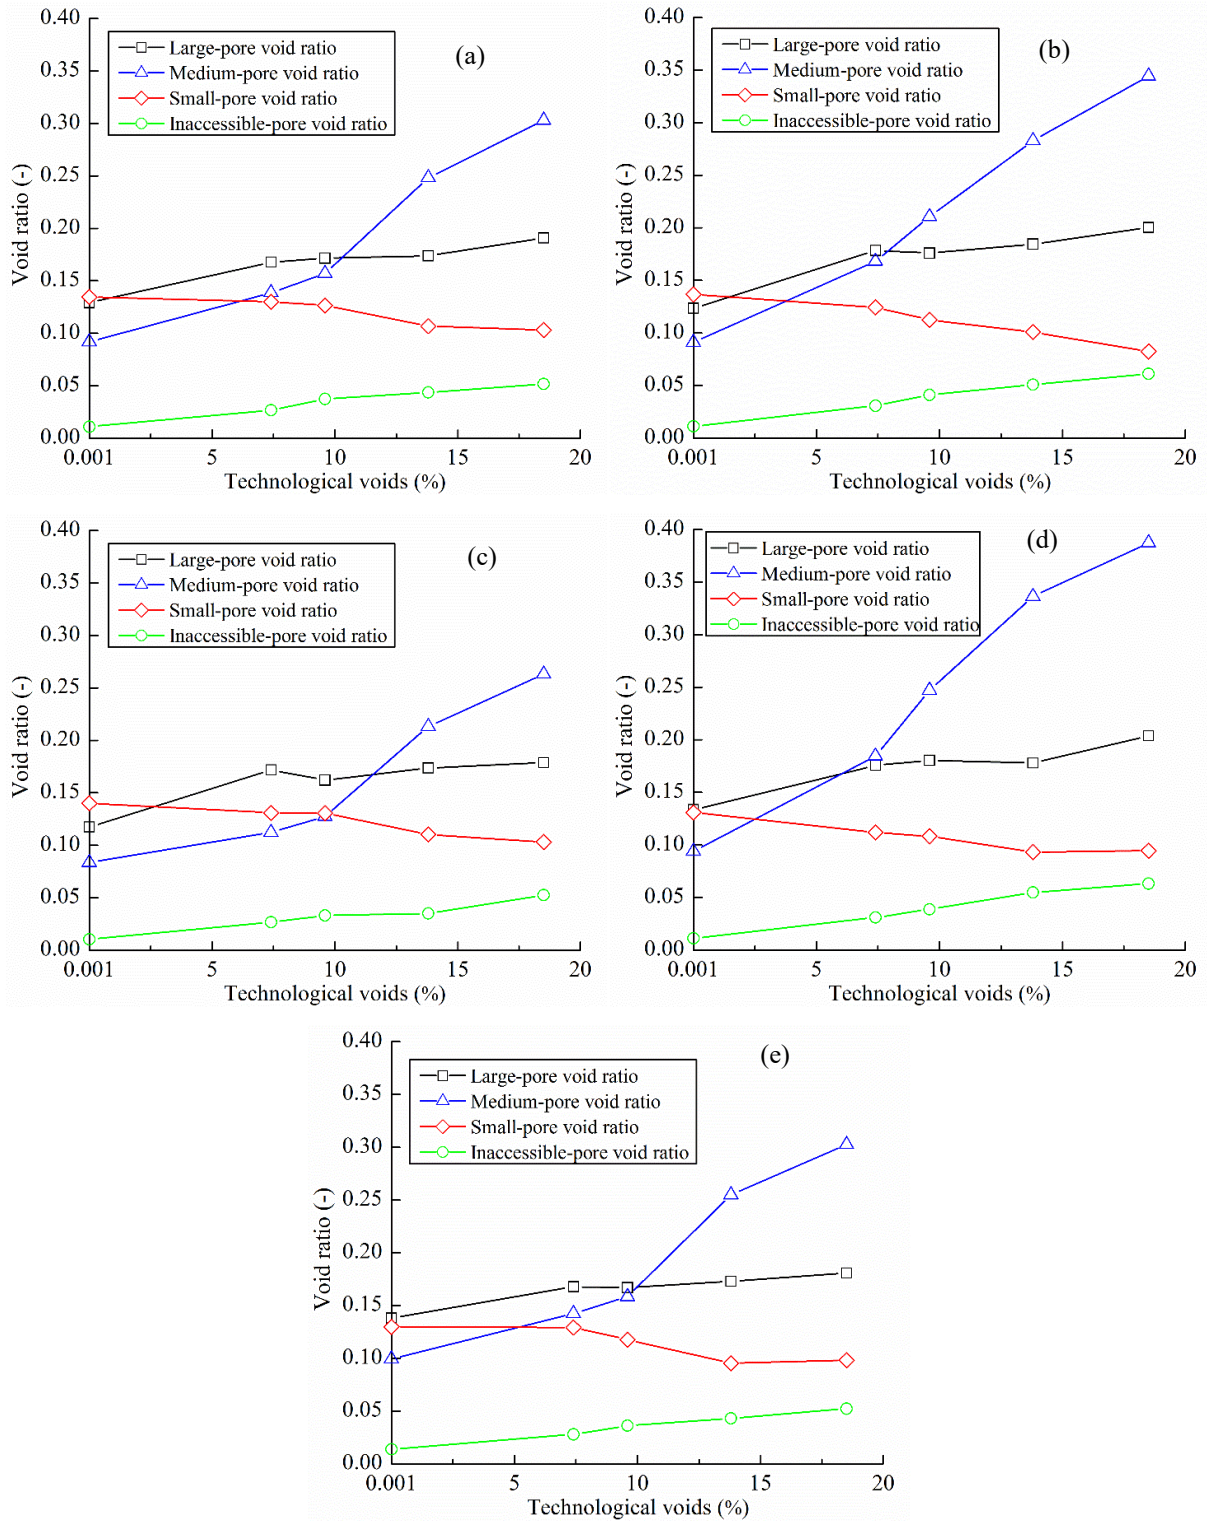 (a)
Large-pore void ratio
Medium-pore void ratio
Small-pore void ratio
Inaccessible-pore void ratio
Void ratio (-)
0.40
0.35
0.30
0.25
0.20
0.15
0.10
0.05
0.00
0.001 5 10 15 20
Technological voids (%)
(b)
Large-pore void ratio
Medium-pore void ratio
Small-pore void ratio
Inaccessible-pore void ratio
Void ratio (-)
0.40
0.35
0.30
0.25
0.20
0.15
0.10
0.05
0.00
0.001 5 10 15 20
Technological voids (%)
(c)
Large-pore void ratio
Medium-pore void ratio
Small-pore void ratio
Inaccessible-pore void ratio
Void ratio (-)
0.40
0.35
0.30
0.25
0.20
0.15
0.10
0.05
0.00
0.001 5 10 15 20
Technological voids (%)
(d)
Large-pore void ratio
Medium-pore void ratio
Small-pore void ratio
Inaccessible-pore void ratio
Void ratio (-)
0.40
0.35
0.30
0.25
0.20
0.15
0.10
0.05
0.00
0.001 5 10 15 20
Technological voids (%)
(e)
Large-pore void ratio
Medium-pore void ratio
Small-pore void ratio
Inaccessible-pore void ratio
Void ratio (-)
0.40
0.35
0.30
0.25
0.20
0.15
0.10
0.05
0.00
0.001 5 10 15 20
Technological voids (%)